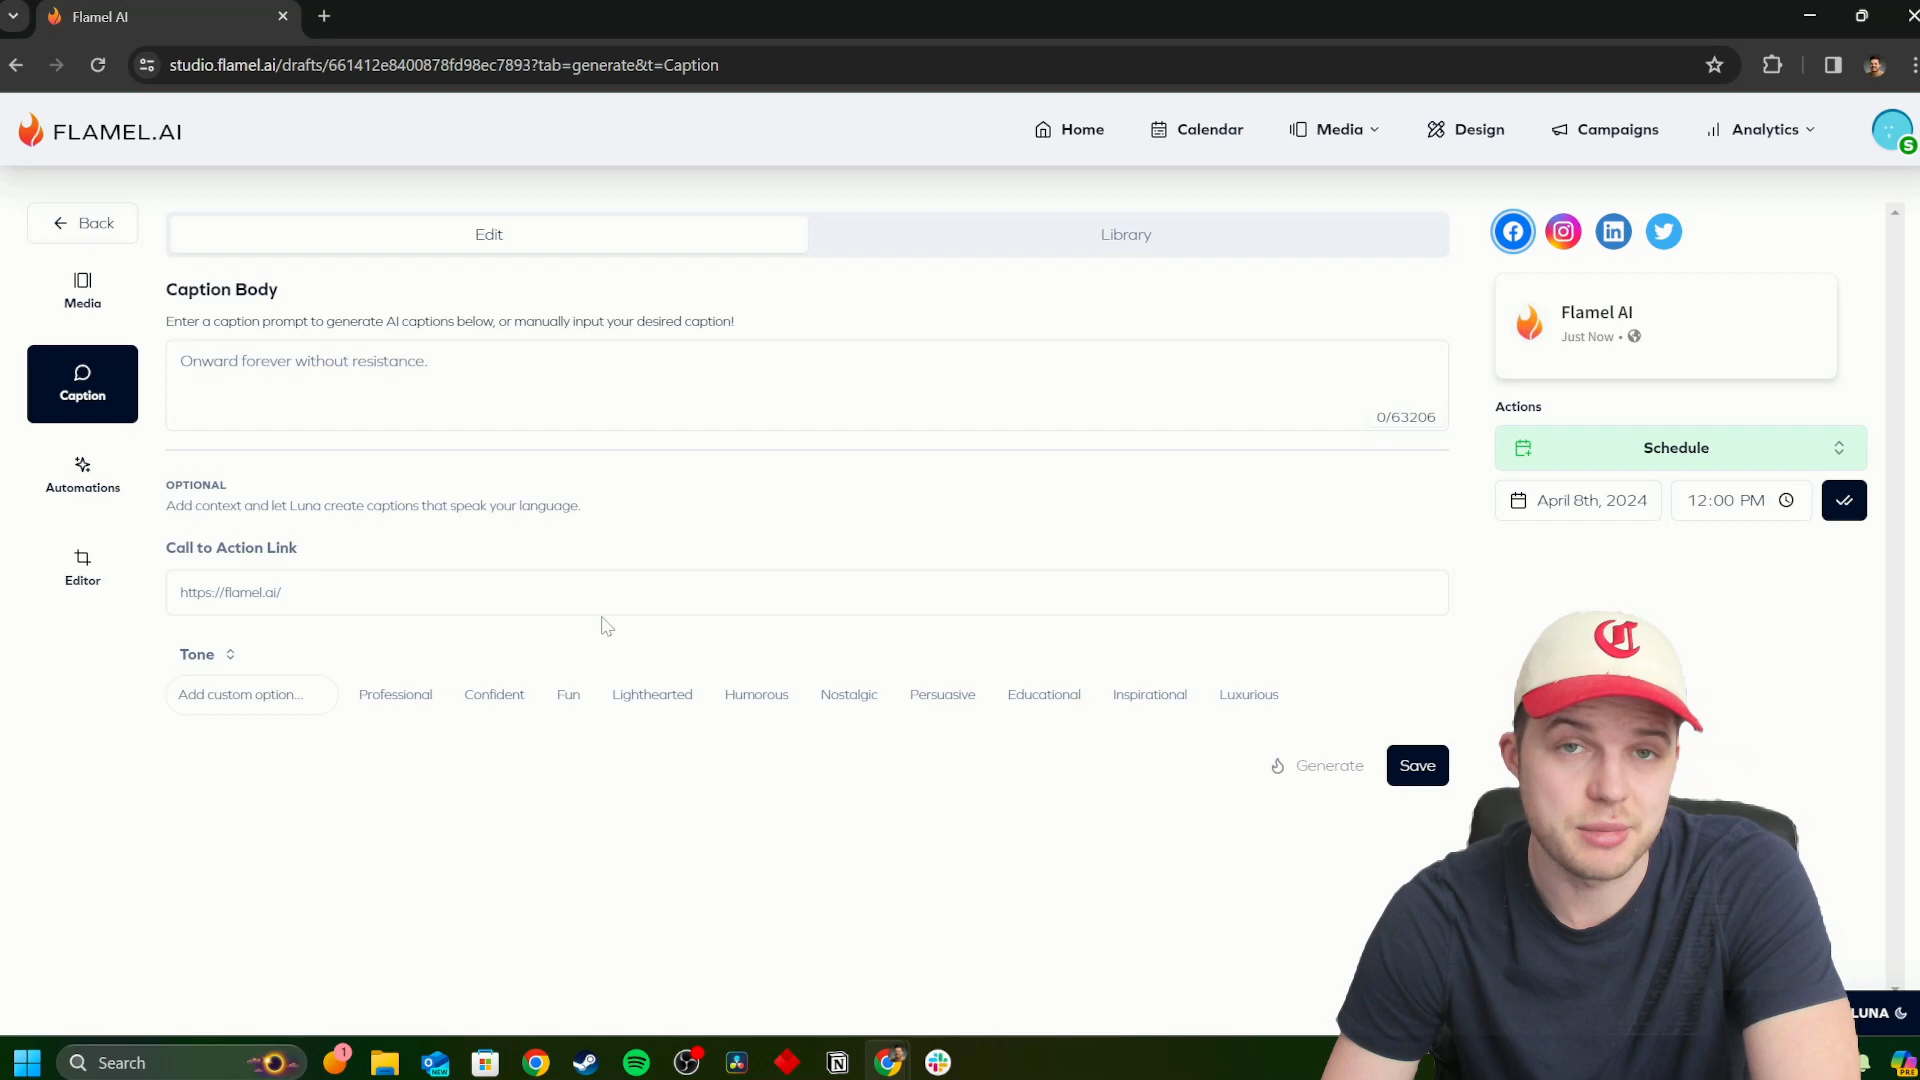 Flamel AI
studio.flamel.ai/drafts/661412e8400878fd98ec7893?tab=generate&t=Caption
FLAMEL.AI
Home
Calendar
Media
Design
Campaigns
Analytics
S
Back
Edit
Library
Media
Caption
Automations
Editor
Caption Body
Enter a caption prompt to generate AI captions below, or manually input your desired caption!
Onward forever without resistance.
0/63206
OPTIONAL
Add context and let Luna create captions that speak your language.
Call to Action Link
https://flamel.ai/
Tone
Add custom option...
Professional
Confident
Fun
Lighthearted
Humorous
Nostalgic
Persuasive
Educational
Inspirational
Luxurious
Generate
Save
Flamel AI
Just Now •
Actions
Schedule
April 8th, 2024
12:00 PM
C
LUNA
Search
1
NEW
N
PRE